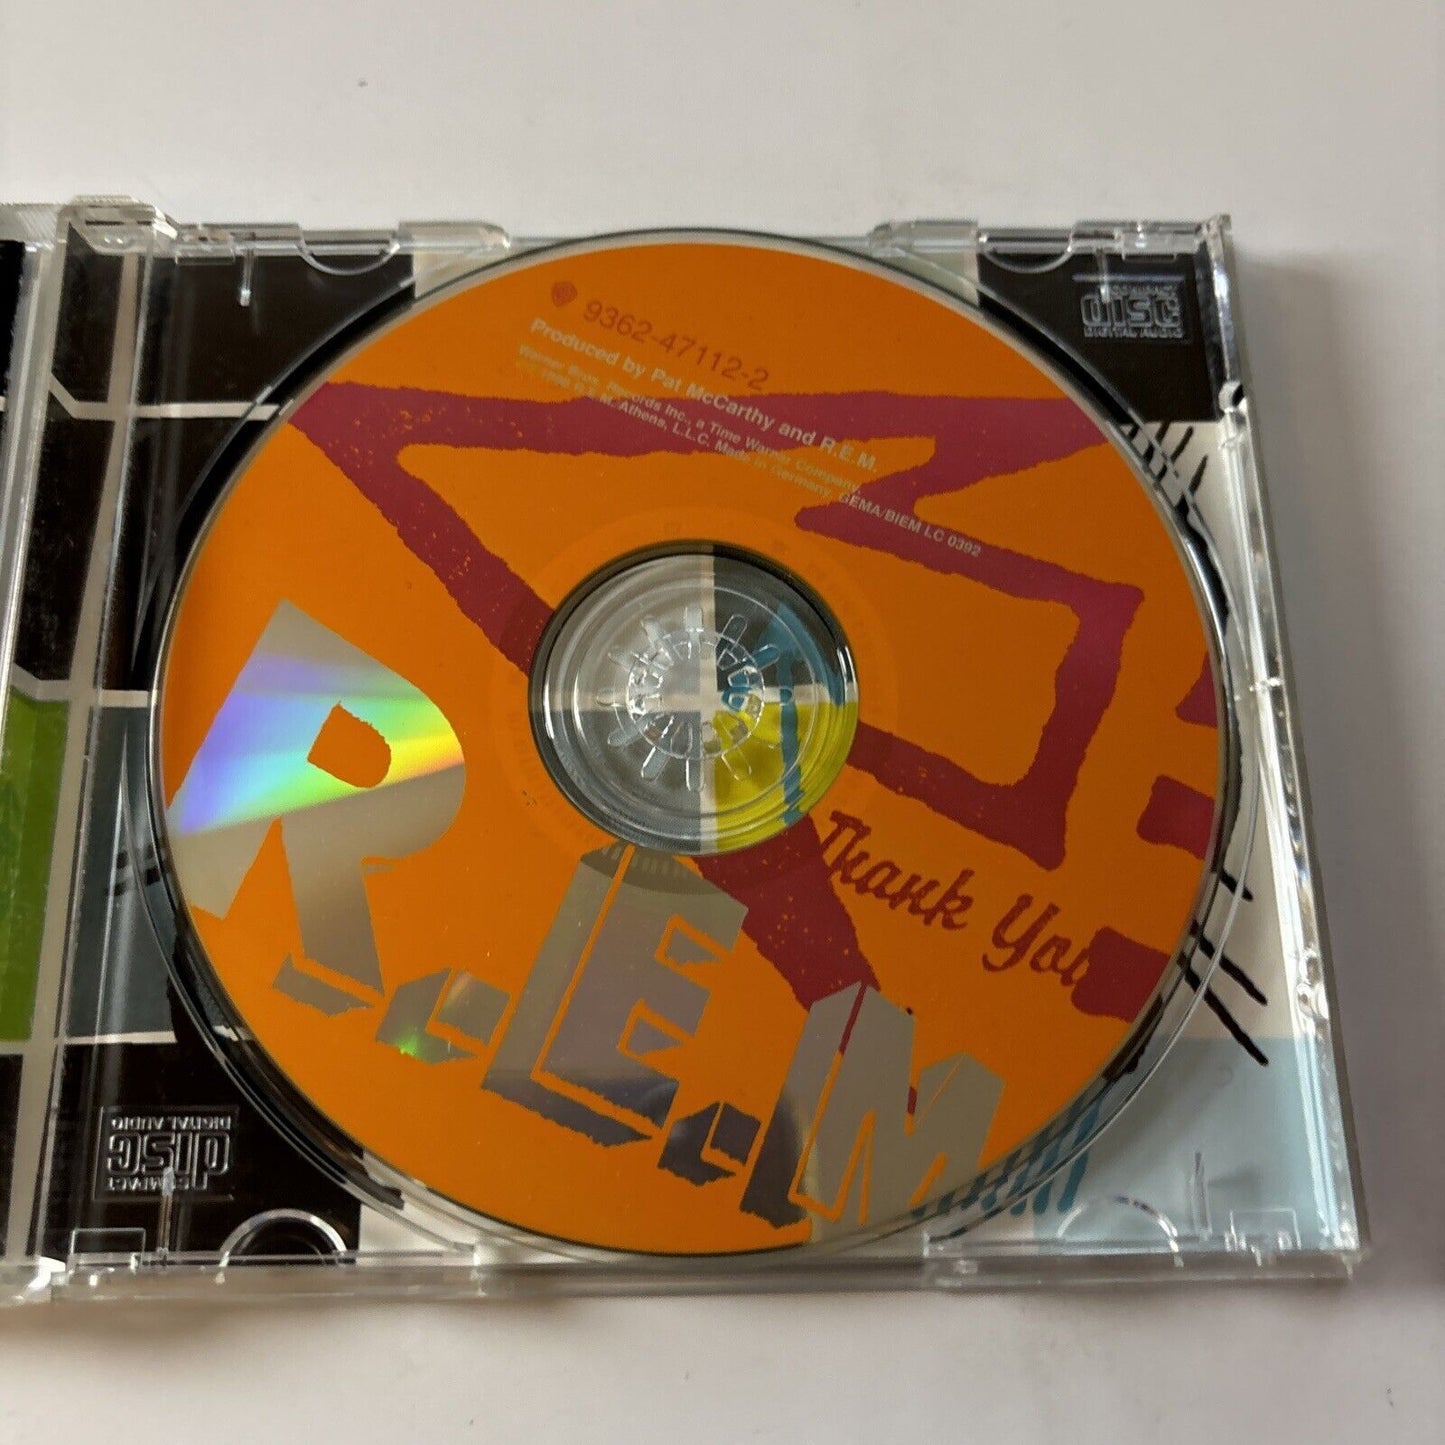 9362-47112-2
Produced by Pat McCarthy and R.E.M.
Warner Bros. Records Inc., a Time Warner Company.
R.E.M. Athens, L.L.C. Made in Germany. GEMA/BIEM LC 0392
COMPACT
disc
DIGITAL AUDIO
Thank You
R.E.M.
COMPACT
disc
DIGITAL AUDIO